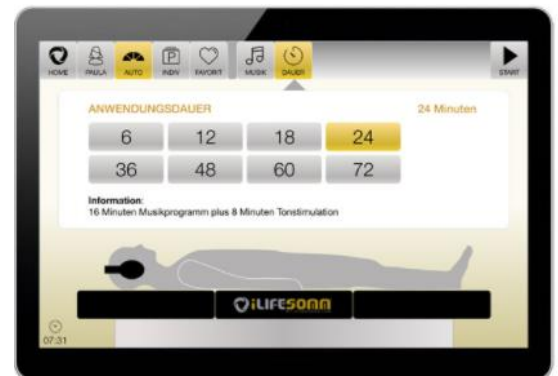 HOME PAULA AUTO INDIV FAVORIT MUSIK DAUER START
ANWENDUNGSDAUER 24 Minuten
6 12 18 24
36 48 60 72
Information:
16 Minuten Musikprogramm plus 8 Minuten Tonstimulation
iLIFESOMM
07:31